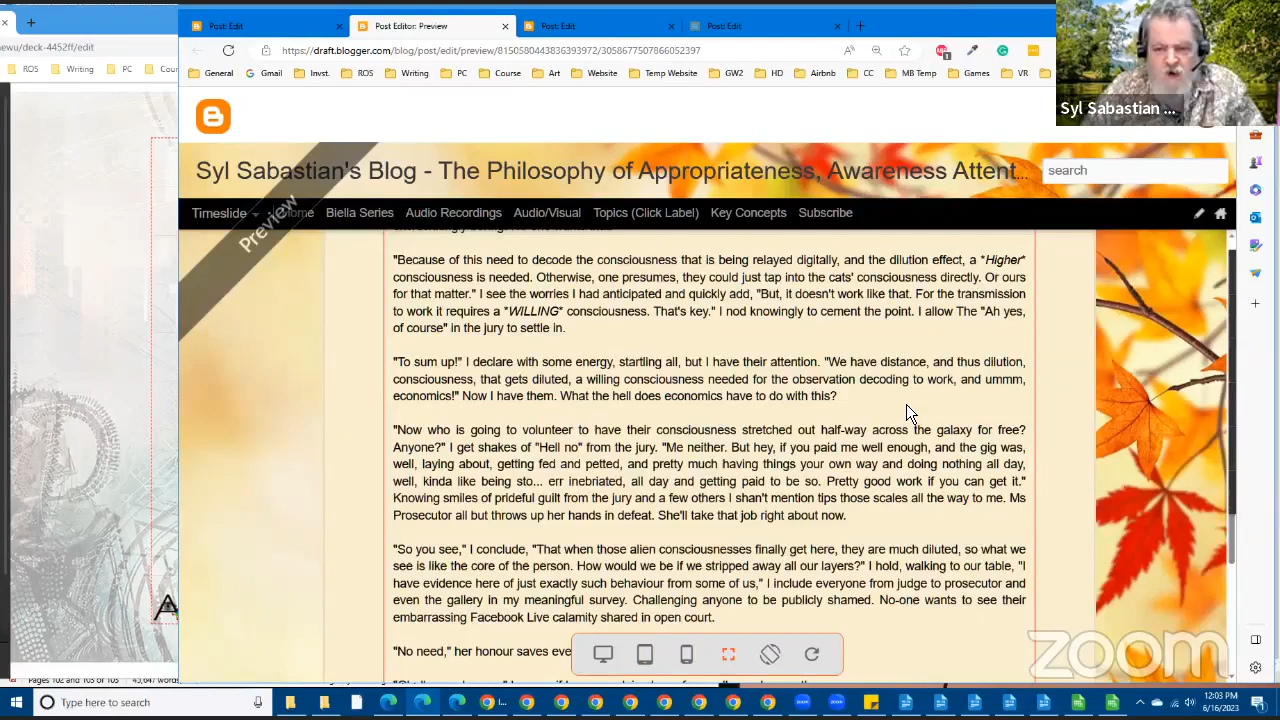 Post: Edit
Post Editor: Preview
Post: Edit
Post: Edit
enu/deck-4452ff/edit
https://draft.blogger.com/blog/post/edit/preview/8150580443836393972/3058677507866052397
ROS Writing PC Co
General Gmail Invst. ROS Writing PC Course Art Website Temp Website GW2 HD Airbnb CC MB Temp Games VR
Syl Sabastian ...
Syl Sabastian's Blog - The Philosophy of Appropriateness, Awareness Attent...
search
Timeslide Home Biella Series Audio Recordings Audio/Visual Topics (Click Label) Key Concepts Subscribe
Preview
"Because of this need to decode the consciousness that is being relayed digitally, and the dilution effect, a *Higher*
consciousness is needed. Otherwise, one presumes, they could just tap into the cats' consciousness directly. Or ours
for that matter." I see the worries I had anticipated and quickly add, "But, it doesn't work like that. For the transmission
to work it requires a *WILLING* consciousness. That's key." I nod knowingly to cement the point. I allow The "Ah yes,
of course" in the jury to settle in.
"To sum up!" I declare with some energy, startling all, but I have their attention. "We have distance, and thus dilution,
consciousness, that gets diluted, a willing consciousness needed for the observation decoding to work, and ummm,
economics!" Now I have them. What the hell does economics have to do with this?
"Now who is going to volunteer to have their consciousness stretched out half-way across the galaxy for free?
Anyone?" I get shakes of "Hell no" from the jury. "Me neither. But hey, if you paid me well enough, and the gig was,
well, laying about, getting fed and petted, and pretty much having things your own way and doing nothing all day,
well, kinda like being sto... err inebriated, all day and getting paid to be so. Pretty good work if you can get it."
Knowing smiles of prideful guilt from the jury and a few others I shan't mention tips those scales all the way to me. Ms
Prosecutor all but throws up her hands in defeat. She'll take that job right about now.
"So you see," I conclude, "That when those alien consciousnesses finally get here, they are much diluted, so what we
see is like the core of the person. How would we be if we stripped away all our layers?" I hold, walking to our table, "I
have evidence here of just exactly such behaviour from some of us," I include everyone from judge to prosecutor and
even the gallery in my meaningful survey. Challenging anyone to be publicly shamed. No-one wants to see their
embarrassing Facebook Live calamity shared in open court.
"No need," her honour saves eve
zoom
Type here to search
12:03 PM
6/16/2023